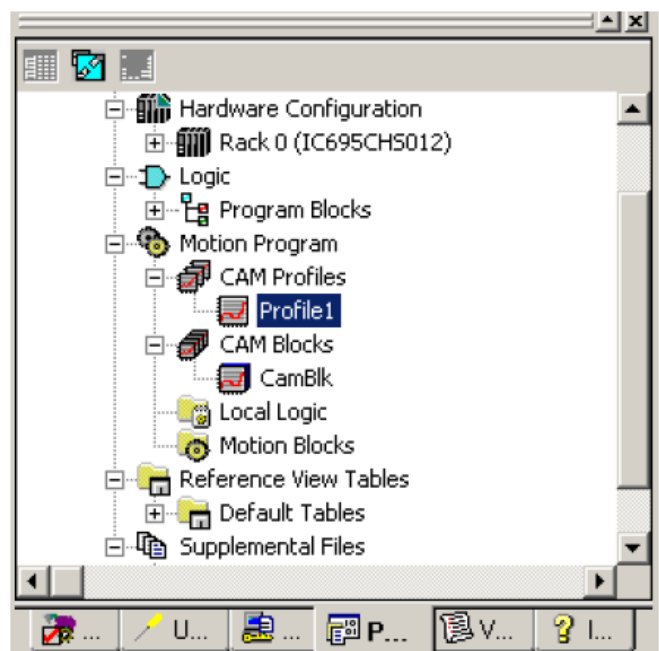 Hardware Configuration
Rack 0 (IC695CHS012)
Logic
Program Blocks
Motion Program
CAM Profiles
Profile1
CAM Blocks
CamBlk
Local Logic
Motion Blocks
Reference View Tables
Default Tables
Supplemental Files
... U... ... P... V... I...